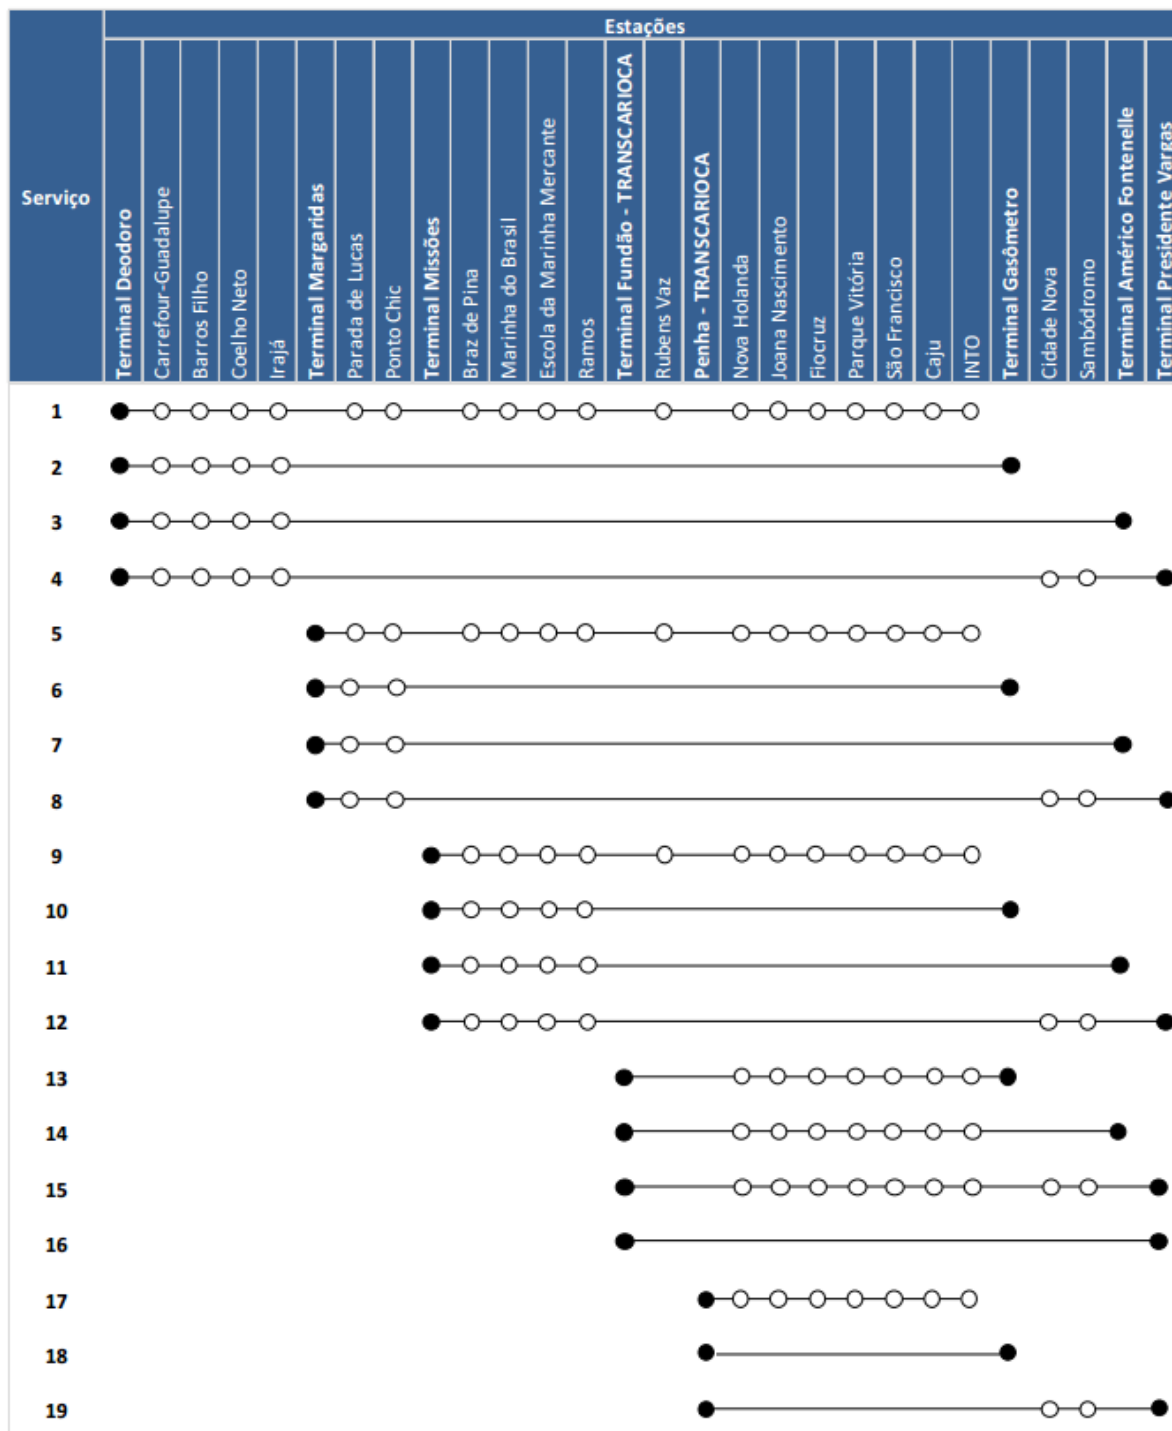 Estações
Serviço
Terminal Deodoro
Carrefour-Guadalupe
Barros Filho
Coelho Neto
Irajá
Terminal Margaridas
Parada de Lucas
Ponto Chic
Terminal Missões
Braz de Pina
Marinha do Brasil
Escola da Marinha Mercante
Ramos
Terminal Fundão - TRANSCARIOCA
Rubens Vaz
Penha - TRANSCARIOCA
Nova Holanda
Joana Nascimento
Fiocruz
Parque Vitória
São Francisco
Caju
INTO
Terminal Gasômetro
Cidade Nova
Sambódromo
Terminal Américo Fontenelle
Terminal Presidente Vargas
1
2
3
4
5
6
7
8
9
10
11
12
13
14
15
16
17
18
19